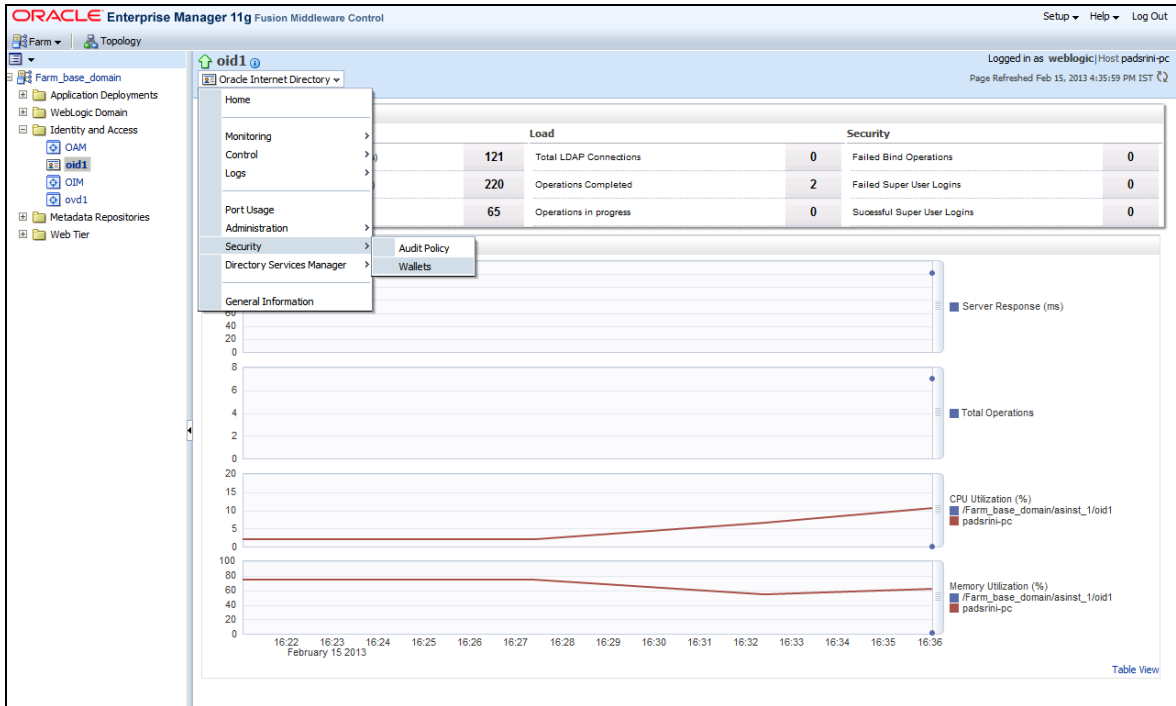 ORACLE Enterprise Manager 11g Fusion Middleware Control
Setup Help Log Out
Farm Topology
oid1
Logged in as weblogic|Host padsrini-pc
Oracle Internet Directory
Page Refreshed Feb 15, 2013 4:35:59 PM IST
Farm_base_domain
Application Deployments
WebLogic Domain
Identity and Access
OAM
oid1
OIM
ovd1
Metadata Repositories
Web Tier
Home
Monitoring
Control
Logs
Port Usage
Administration
Security
Directory Services Manager
General Information
Audit Policy
Wallets
121
220
65
Load
Total LDAP Connections 0
Operations Completed 2
Operations in progress 0
Security
Failed Bind Operations 0
Failed Super User Logins 0
Sucessful Super User Logins 0
60
40
20
0
Server Response (ms)
8
6
4
2
0
Total Operations
20
15
10
5
0
CPU Utilization (%)
/Farm_base_domain/asinst_1/oid1
padsrini-pc
100
80
60
40
20
0
Memory Utilization (%)
/Farm_base_domain/asinst_1/oid1
padsrini-pc
16:22 16:23 16:24 16:25 16:26 16:27 16:28 16:29 16:30 16:31 16:32 16:33 16:34 16:35 16:36
February 15 2013
Table View